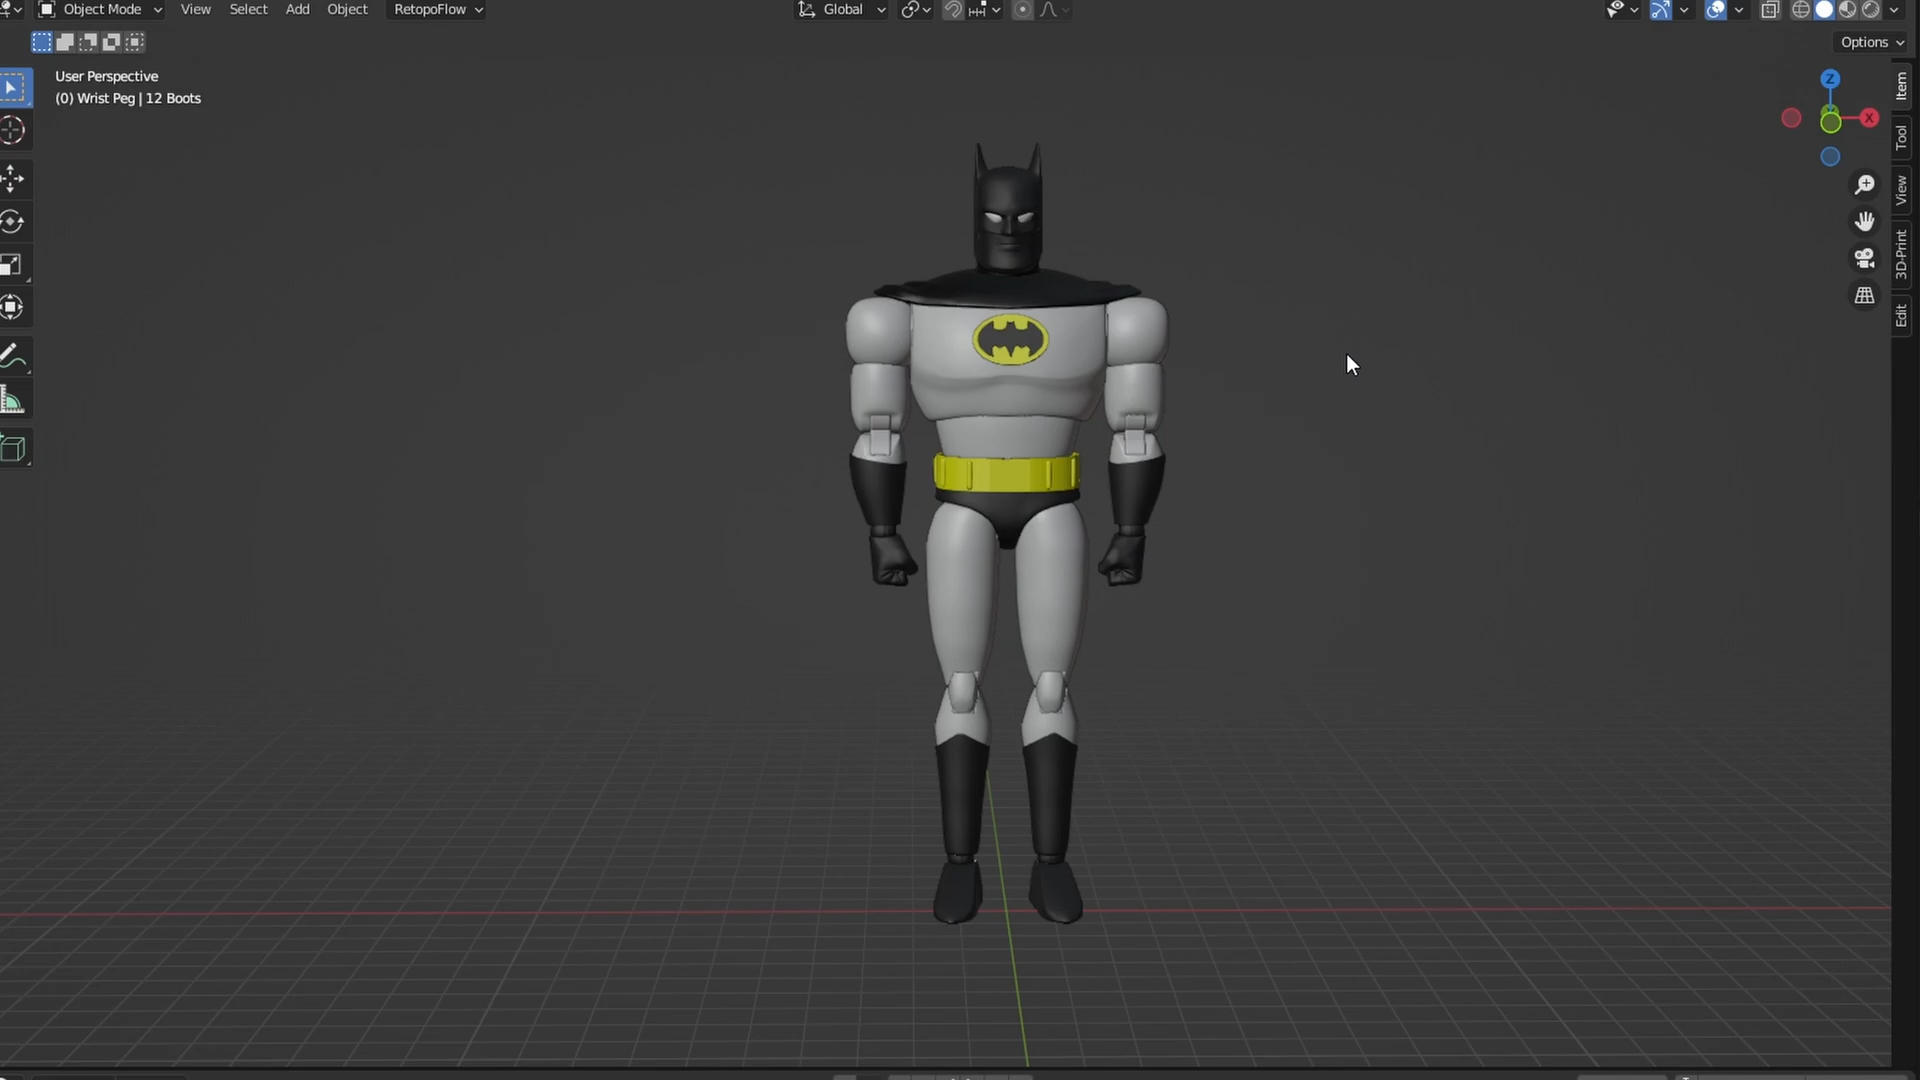 Object Mode View Select Add Object RetopoFlow Global
Options
User Perspective
(0) Wrist Peg | 12 Boots
Z
X
Item
Tool
View
3D-Print
Edit